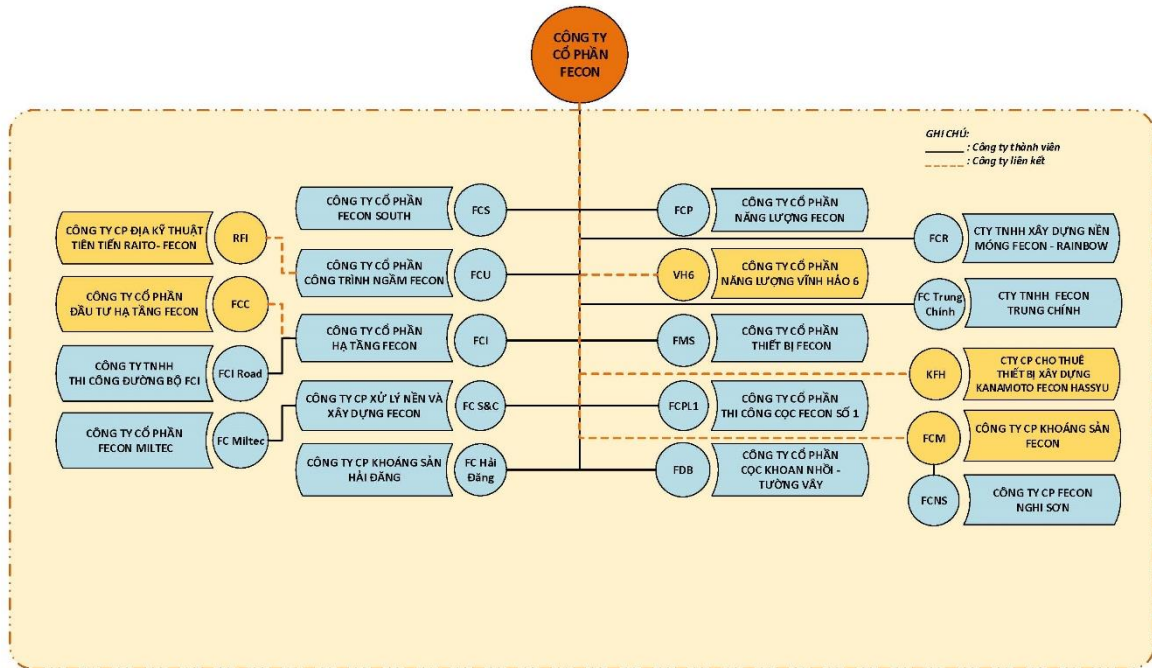 CÔNG TY
CỔ PHẦN
FECON
GHI CHÚ:
: Công ty thành viên
: Công ty liên kết
CÔNG TY CP ĐỊA KỸ THUẬT
TIÊN TIẾN RAITO- FECON
RFI
CÔNG TY CỔ PHẦN
ĐẦU TƯ HẠ TẦNG FECON
FCC
CÔNG TY TNHH
THI CÔNG ĐƯỜNG BỘ FCI
FCI Road
CÔNG TY CỔ PHẦN
FECON MILTEC
FC Miltec
CÔNG TY CỔ PHẦN
FECON SOUTH
FCS
CÔNG TY CỔ PHẦN
CÔNG TRÌNH NGẦM FECON
FCU
CÔNG TY CỔ PHẦN
HẠ TẦNG FECON
FCI
CÔNG TY CP XỬ LÝ NỀN VÀ
XÂY DỰNG FECON
FC S&C
CÔNG TY CP KHOÁNG SẢN
HẢI ĐĂNG
FC Hải
Đăng
FCP
CÔNG TY CỔ PHẦN
NĂNG LƯỢNG FECON
VH6
CÔNG TY CỔ PHẦN
NĂNG LƯỢNG VĨNH HẢO 6
FMS
CÔNG TY CỔ PHẦN
THIẾT BỊ FECON
FCPL1
CÔNG TY CỔ PHẦN
THI CÔNG CỌC FECON SỐ 1
FDB
CÔNG TY CỔ PHẦN
CỌC KHOAN NHỒI -
TƯỜNG VÂY
FCR
CTY TNHH XÂY DỰNG NỀN
MÓNG FECON - RAINBOW
FC Trung
Chính
CTY TNHH FECON
TRUNG CHÍNH
KFH
CTY CP CHO THUÊ
THIẾT BỊ XÂY DỰNG
KANAMOTO FECON HASSYU
FCM
CÔNG TY CP KHOÁNG SẢN
FECON
FCNS
CÔNG TY CP FECON
NGHI SƠN